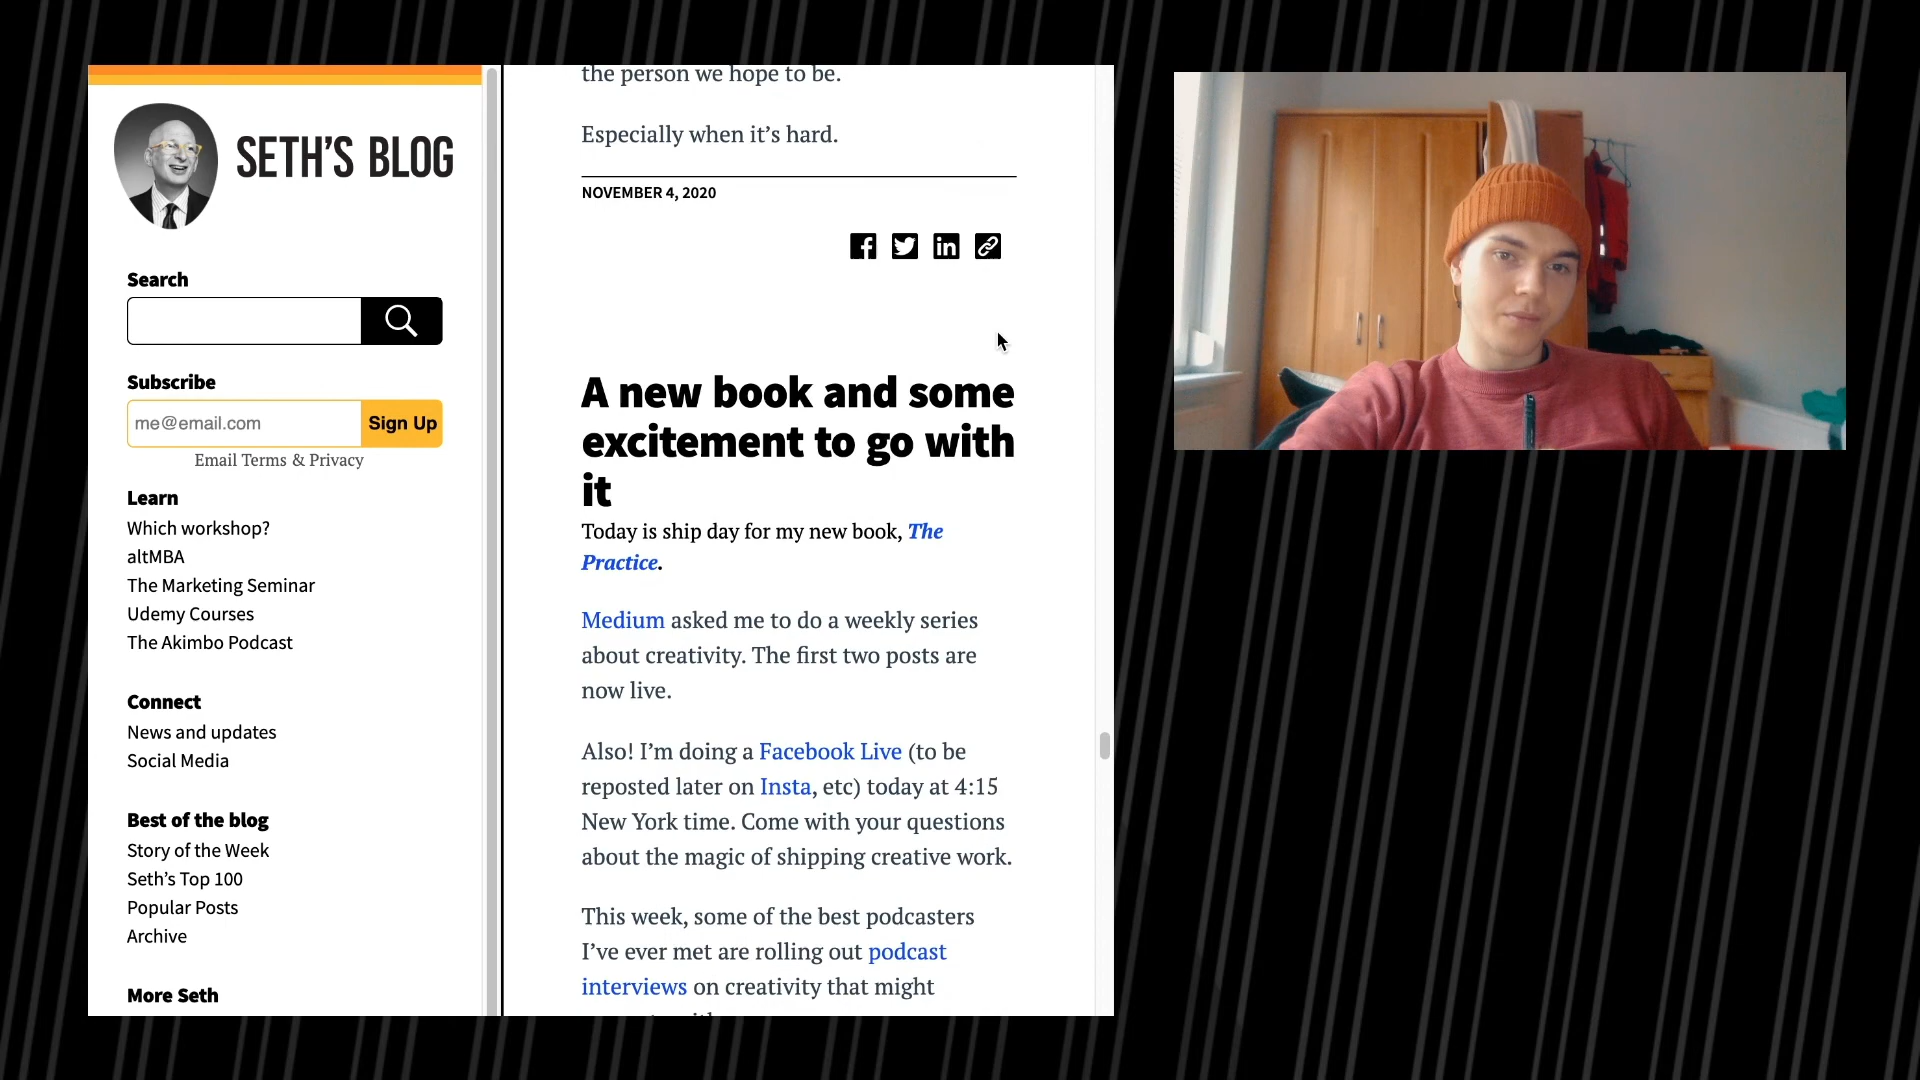 SETH'S BLOG
Search
Subscribe
me@email.com
Sign Up
Email Terms & Privacy
Learn
Which workshop?
altMBA
The Marketing Seminar
Udemy Courses
The Akimbo Podcast
Connect
News and updates
Social Media
Best of the blog
Story of the Week
Seth's Top 100
Popular Posts
Archive
More Seth
the person we hope to be.
Especially when it's hard.
NOVEMBER 4, 2020
A new book and some
excitement to go with
it
Today is ship day for my new book, The
Practice.
Medium asked me to do a weekly series
about creativity. The first two posts are
now live.
Also! I'm doing a Facebook Live (to be
reposted later on Insta, etc) today at 4:15
New York time. Come with your questions
about the magic of shipping creative work.
This week, some of the best podcasters
I've ever met are rolling out podcast
interviews on creativity that might